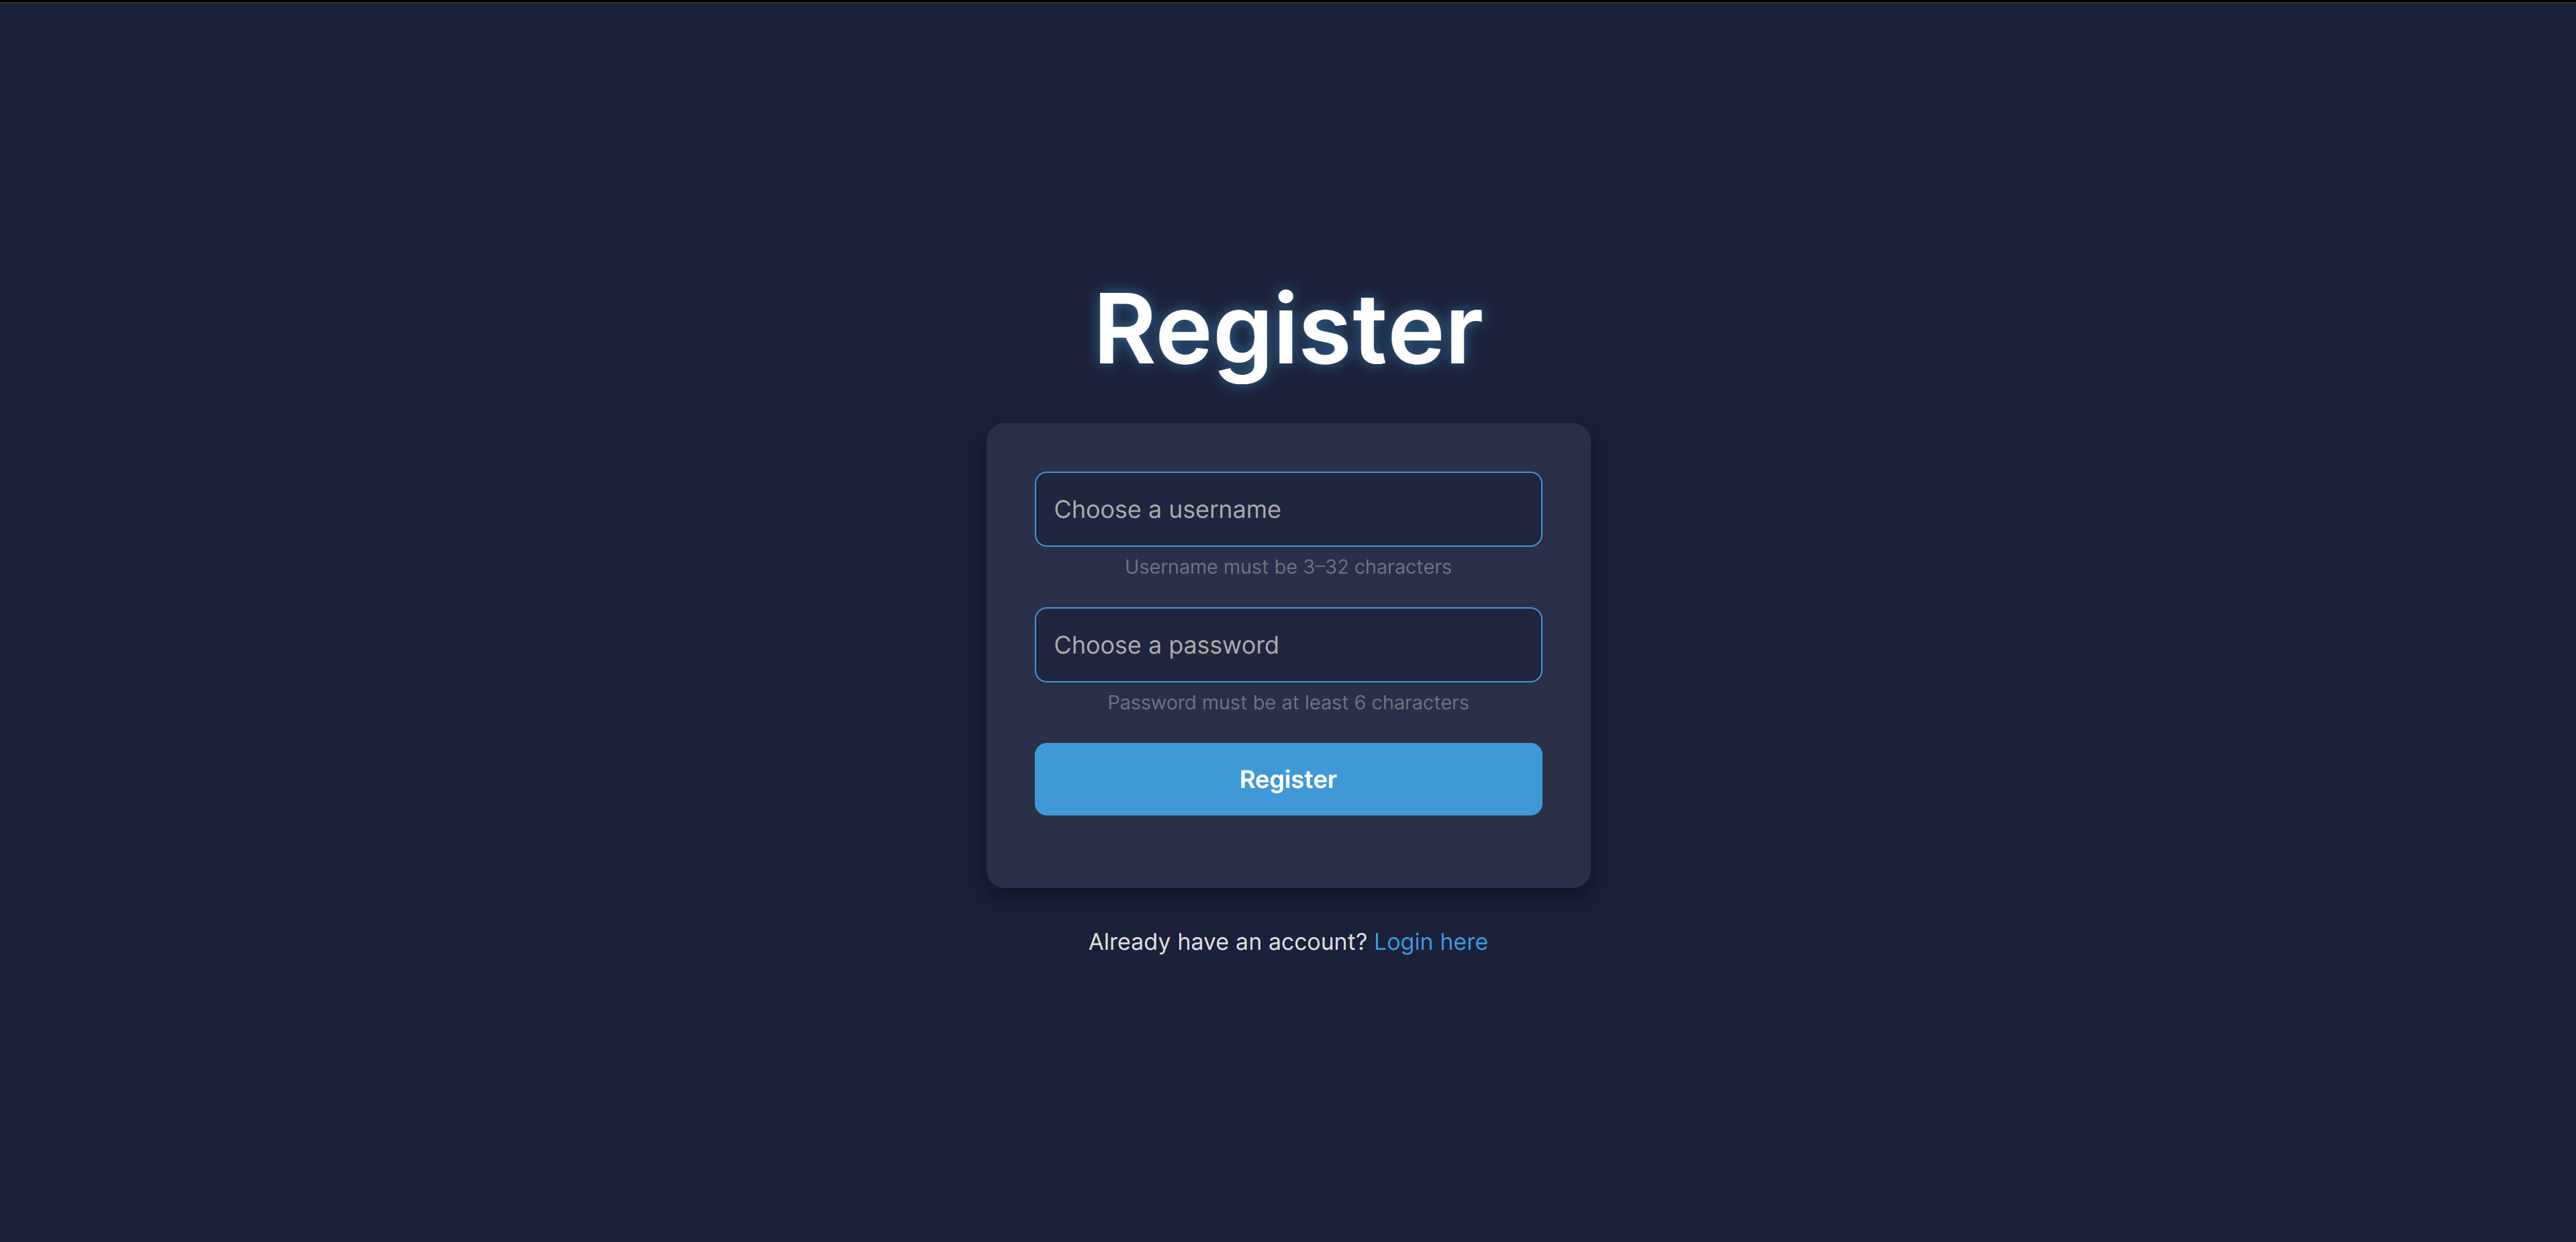 Register
Choose a username
Username must be 3–32 characters
Choose a password
Password must be at least 6 characters
Register
Already have an account? Login here